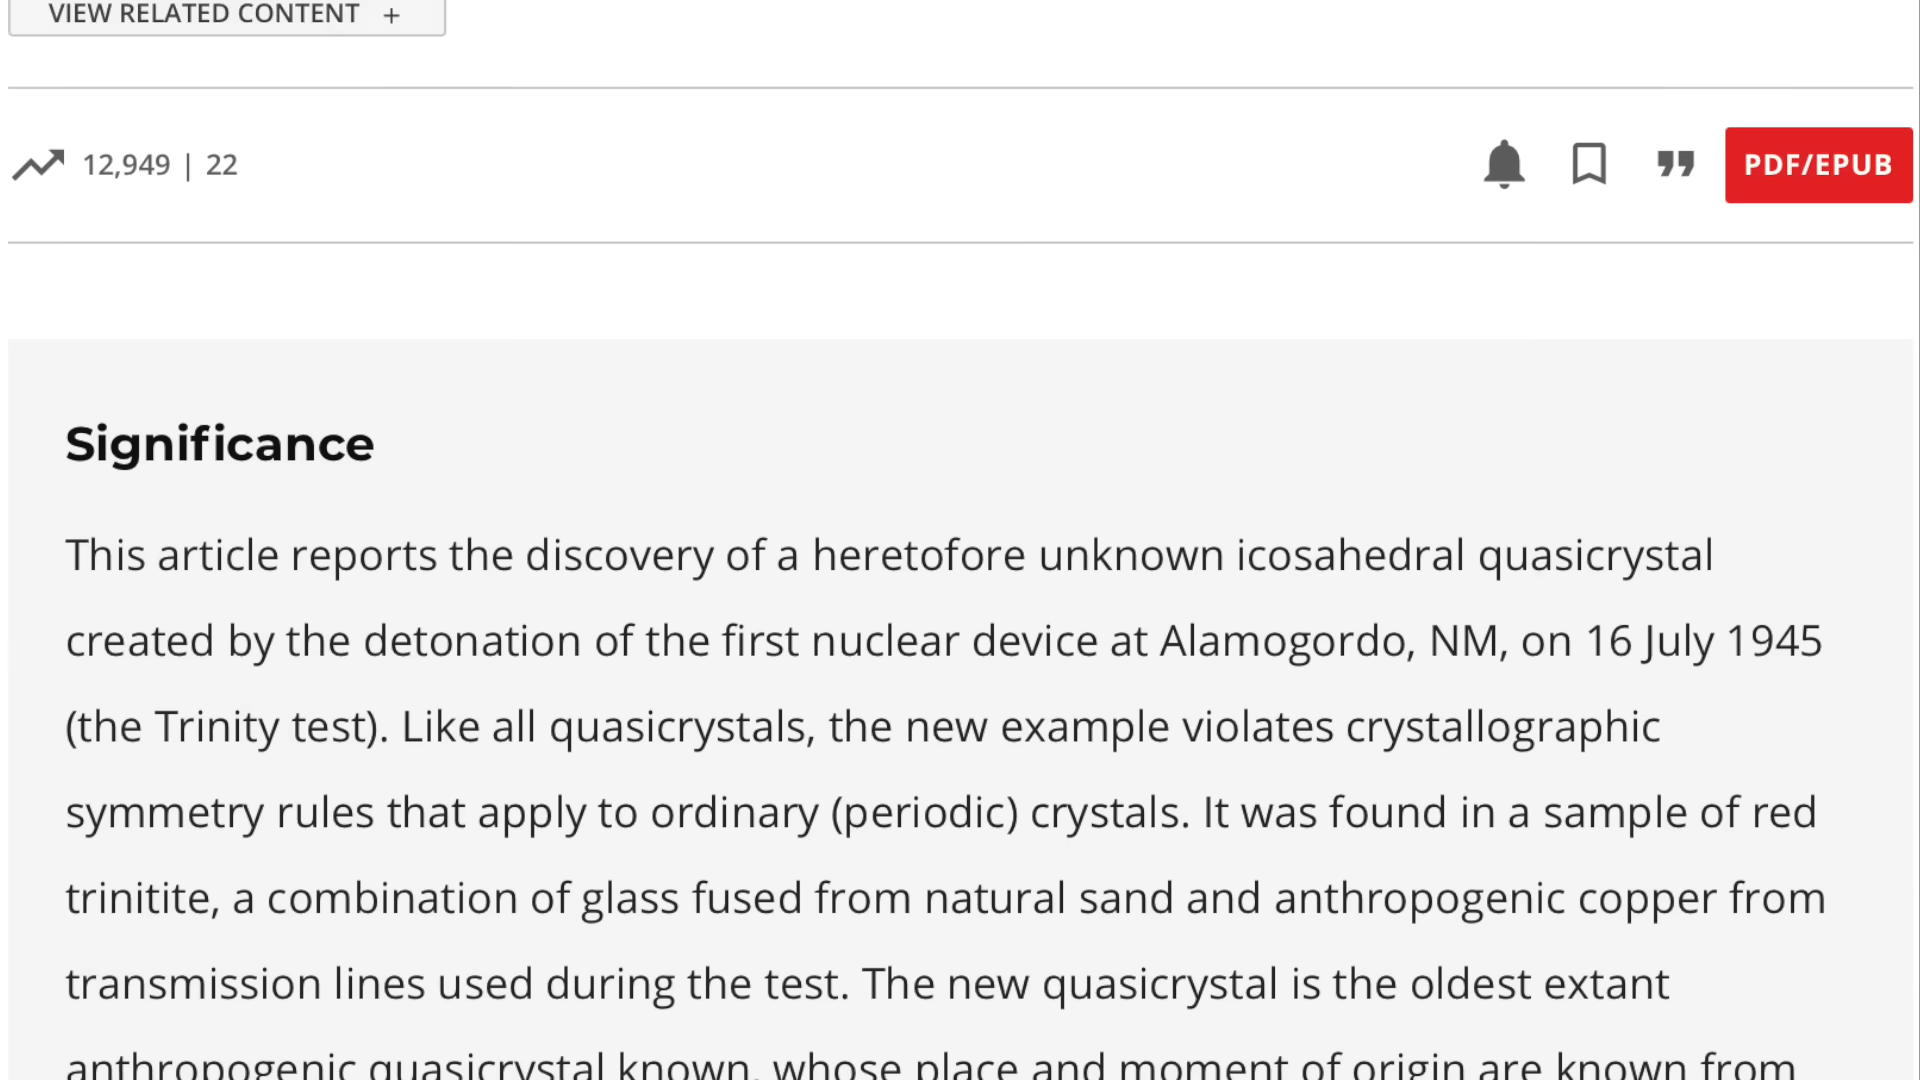 VIEW RELATED CONTENT +
12,949 | 22
PDF/EPUB
Significance
This article reports the discovery of a heretofore unknown icosahedral quasicrystal
created by the detonation of the first nuclear device at Alamogordo, NM, on 16 July 1945
(the Trinity test). Like all quasicrystals, the new example violates crystallographic
symmetry rules that apply to ordinary (periodic) crystals. It was found in a sample of red
trinitite, a combination of glass fused from natural sand and anthropogenic copper from
transmission lines used during the test. The new quasicrystal is the oldest extant
anthropogenic quasicrystal known, whose place and moment of origin are known from